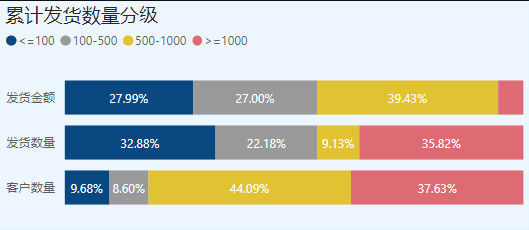 累计发货数量分级
<=100 100-500 500-1000 >=1000
发货金额 27.99% 27.00% 39.43%
发货数量 32.88% 22.18% 9.13% 35.82%
客户数量 9.68% 8.60% 44.09% 37.63%